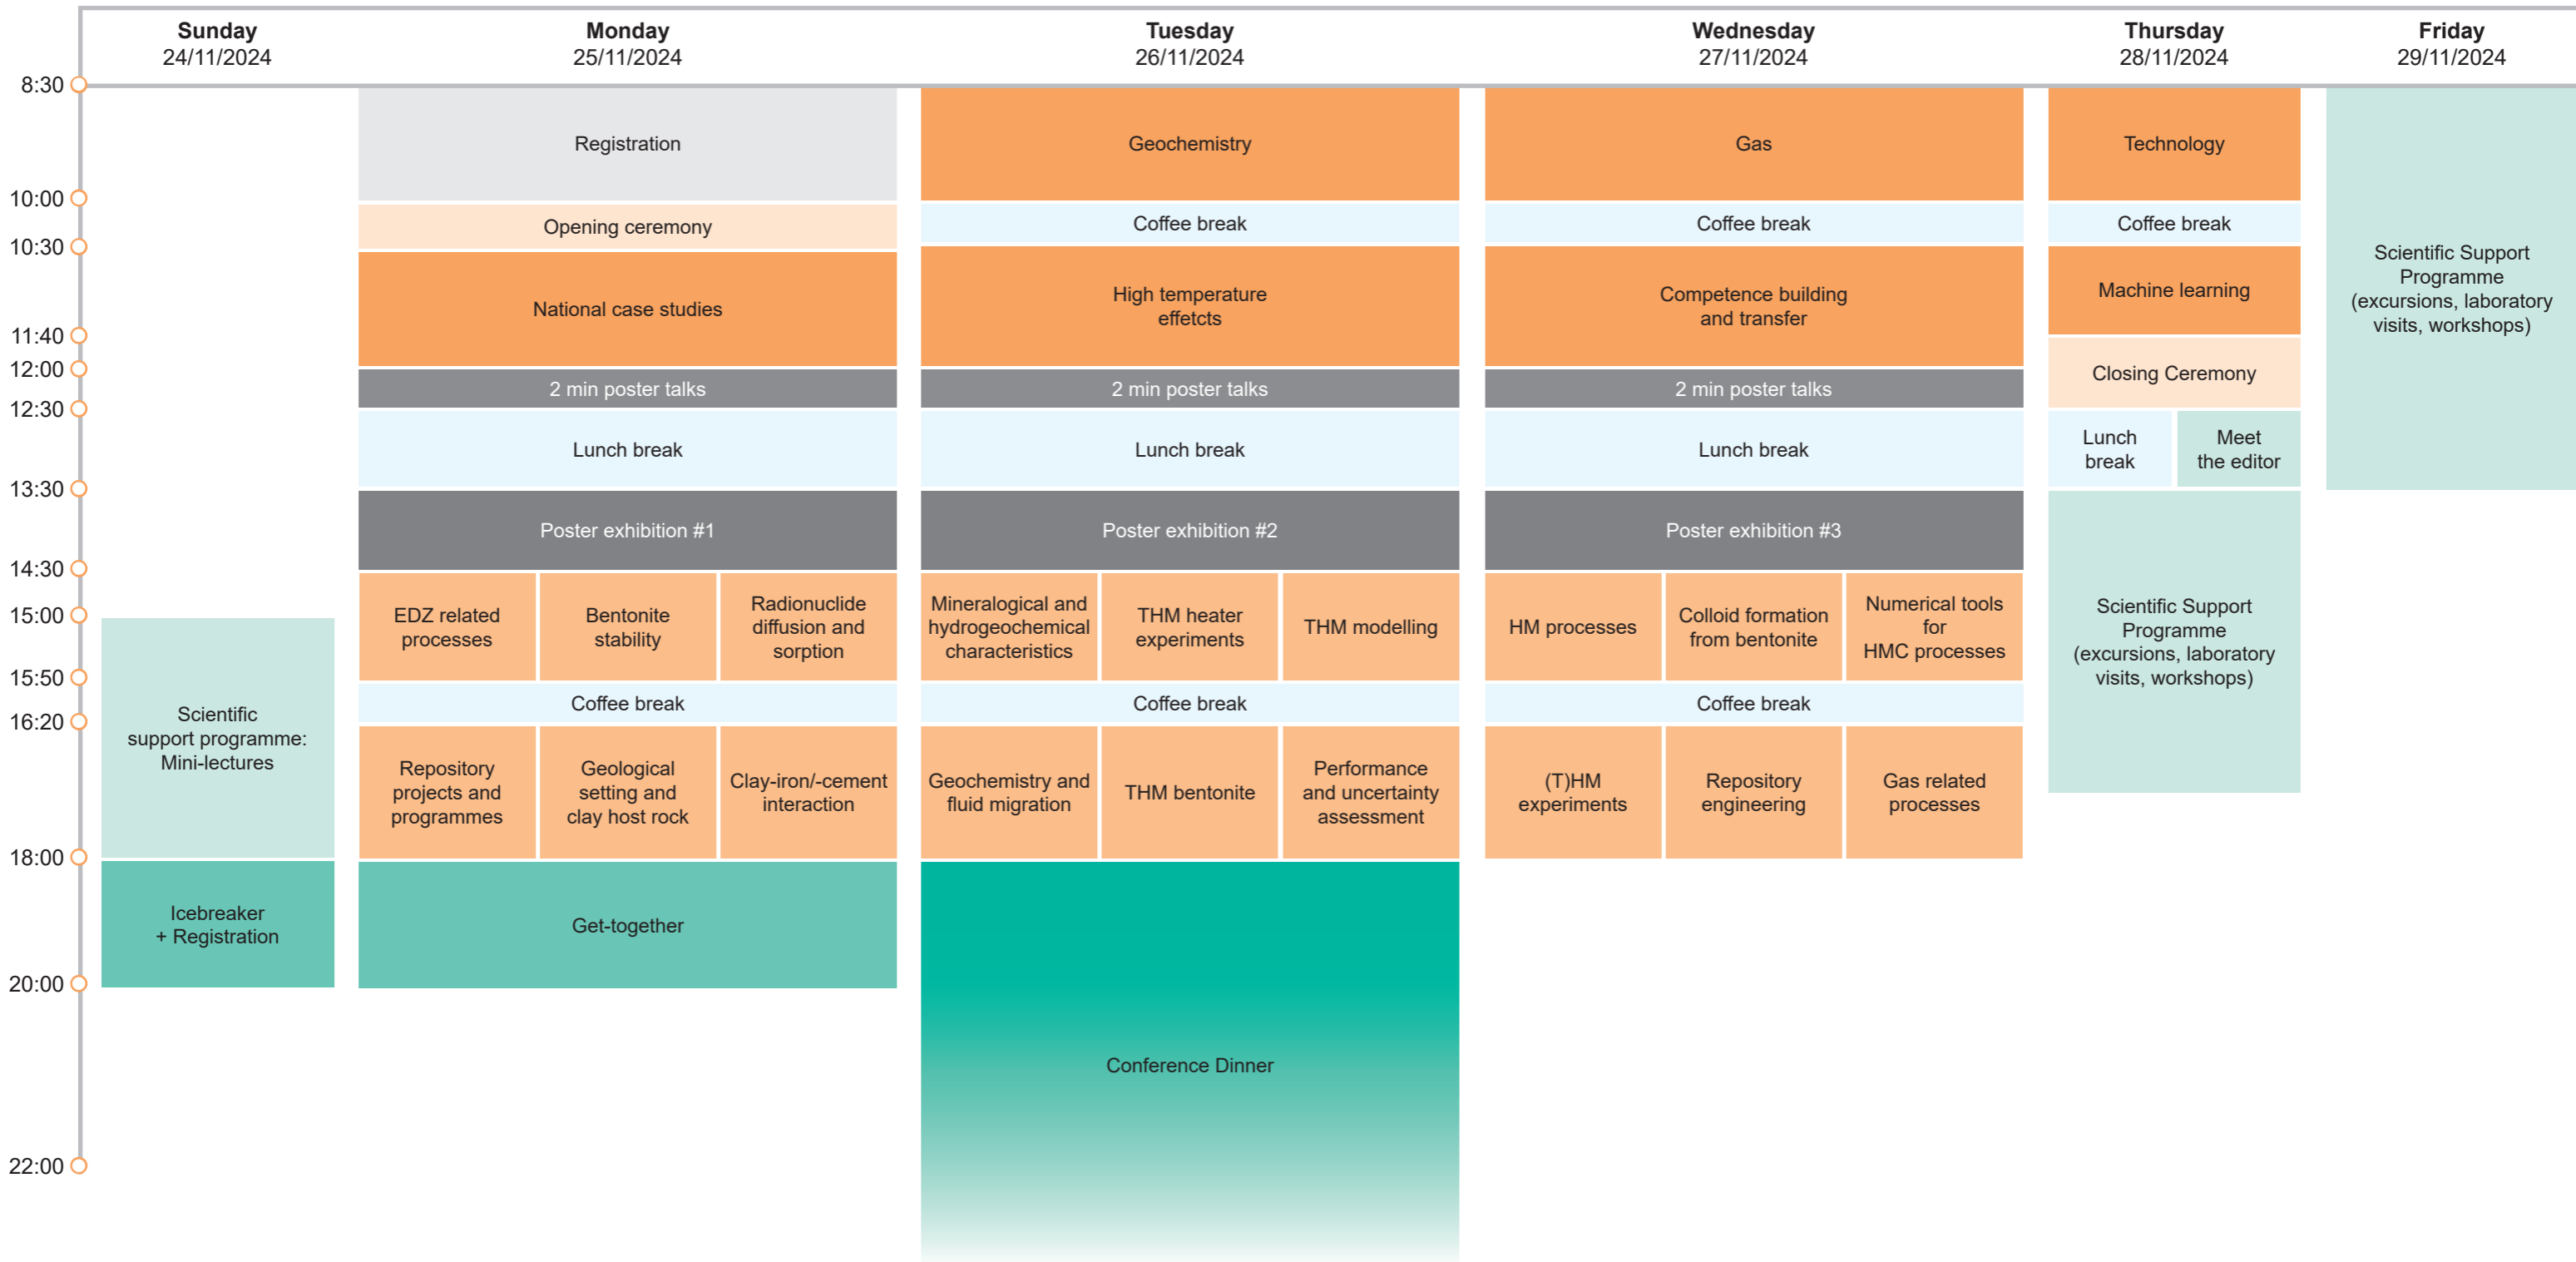 Sunday
24/11/2024
Monday
25/11/2024
Tuesday
26/11/2024
Wednesday
27/11/2024
Thursday
28/11/2024
Friday
29/11/2024
8:30
10:00
10:30
11:40
12:00
12:30
13:30
14:30
15:00
15:50
16:20
18:00
20:00
22:00
Scientific
support programme:
Mini-lectures
Icebreaker
+ Registration
Registration
Opening ceremony
National case studies
2 min poster talks
Lunch break
Poster exhibition #1
EDZ related
processes
Bentonite
stability
Radionuclide
diffusion and
sorption
Coffee break
Repository
projects and
programmes
Geological
setting and
clay host rock
Clay-iron/-cement
interaction
Get-together
Geochemistry
Coffee break
High temperature
effetcts
2 min poster talks
Lunch break
Poster exhibition #2
Mineralogical and
hydrogeochemical
characteristics
THM heater
experiments
THM modelling
Coffee break
Geochemistry and
fluid migration
THM bentonite
Performance
and uncertainty
assessment
Conference Dinner
Gas
Coffee break
Competence building
and transfer
2 min poster talks
Lunch break
Poster exhibition #3
HM processes
Colloid formation
from bentonite
Numerical tools
for
HMC processes
Coffee break
(T)HM
experiments
Repository
engineering
Gas related
processes
Technology
Coffee break
Machine learning
Closing Ceremony
Lunch
break
Meet
the editor
Scientific Support
Programme
(excursions, laboratory
visits, workshops)
Scientific Support
Programme
(excursions, laboratory
visits, workshops)